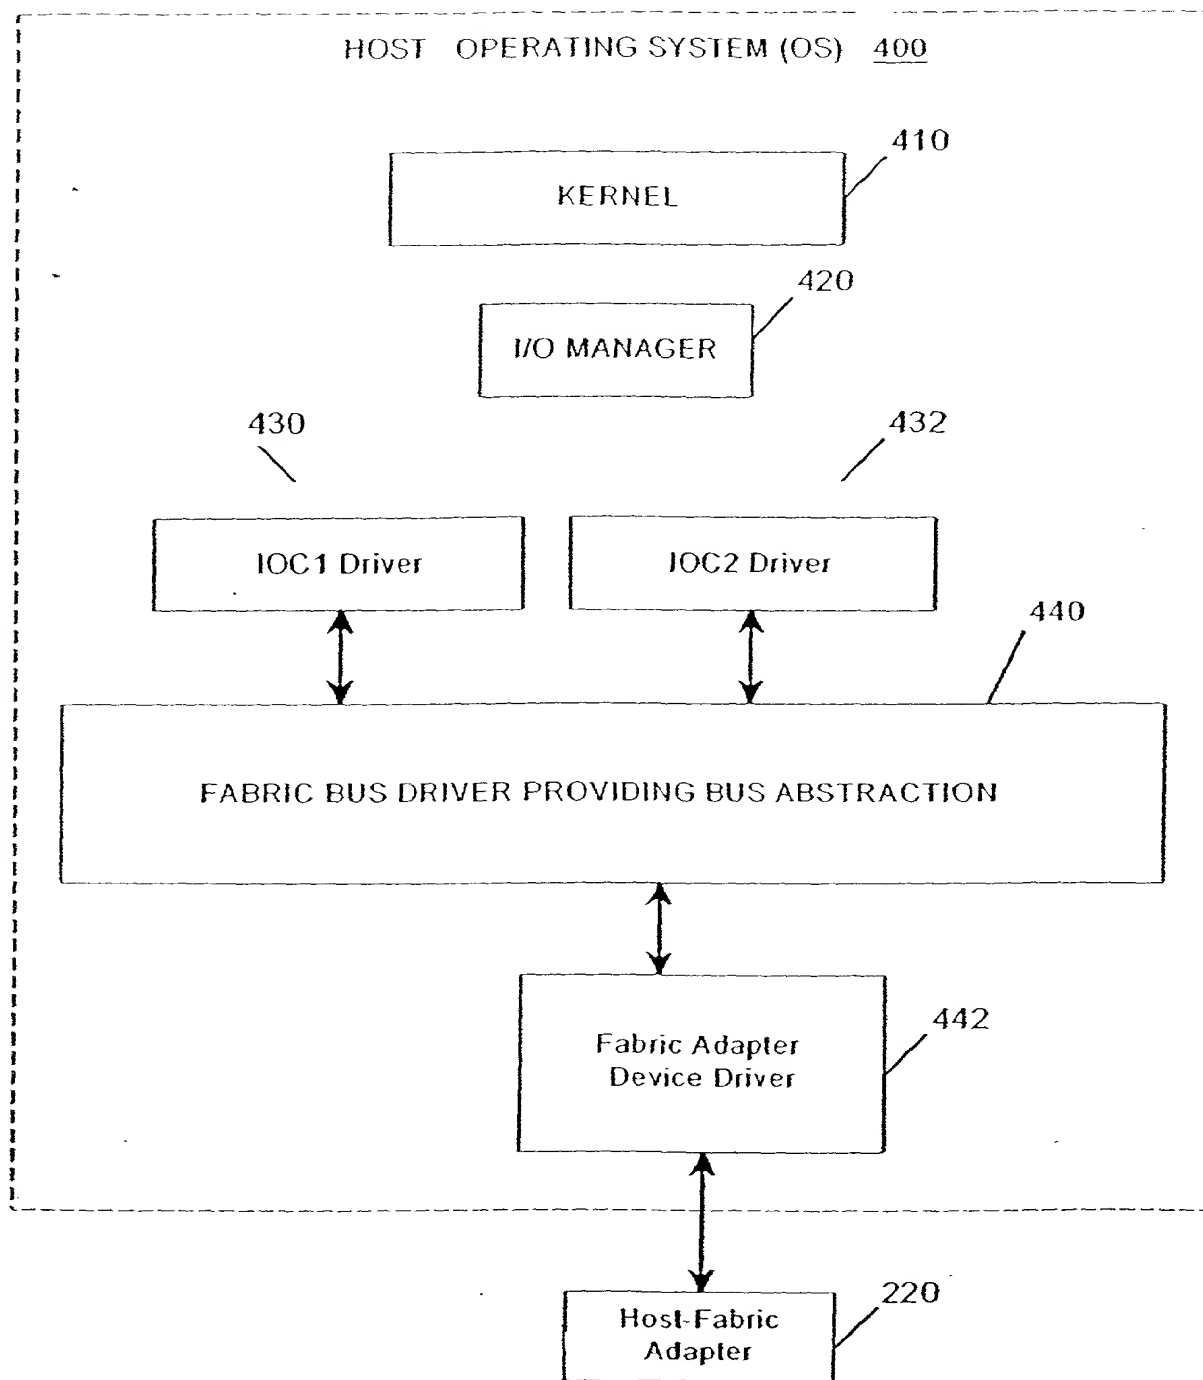 HOST OPERATING SYSTEM (OS) 400
410
KERNEL
420
I/O MANAGER
430
432
IOC1 Driver
IOC2 Driver
440
FABRIC BUS DRIVER PROVIDING BUS ABSTRACTION
442
Fabric Adapter
Device Driver
220
Host-Fabric
Adapter